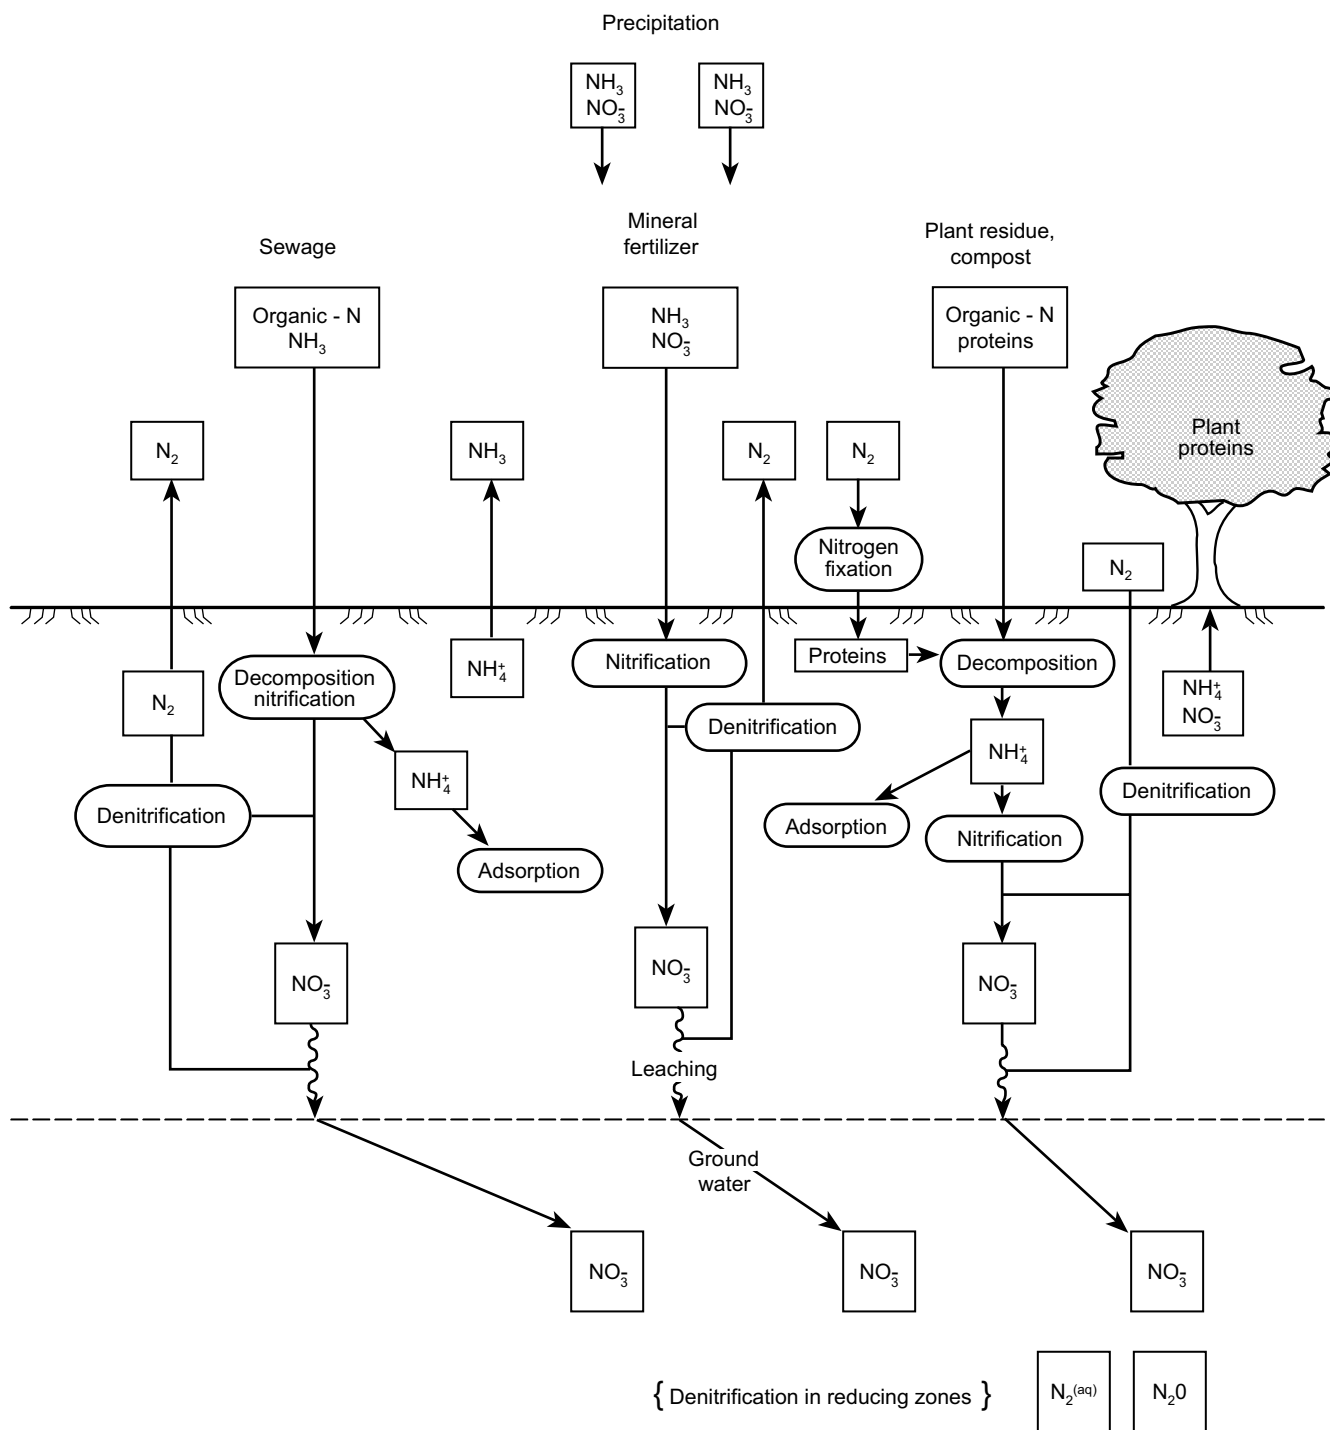 Precipitation
NH₃
NO₃⁻
NH₃
NO₃⁻
Mineral
fertilizer
Sewage
Plant residue,
compost
Organic - N
NH₃
NH₃
NO₃⁻
Organic - N
proteins
Plant
proteins
N₂
NH₃
N₂
N₂
Nitrogen
fixation
N₂
Decomposition
nitrification
NH₄⁺
Nitrification
Proteins
Decomposition
N₂
NH₄⁺
NO₃⁻
Denitrification
NH₄⁺
NH₄⁺
Denitrification
Denitrification
Adsorption
Nitrification
Adsorption
NO₃⁻
NO₃⁻
NO₃⁻
Leaching
Ground
water
NO₃⁻
NO₃⁻
NO₃⁻
{ Denitrification in reducing zones }
N₂(aq)
N₂0